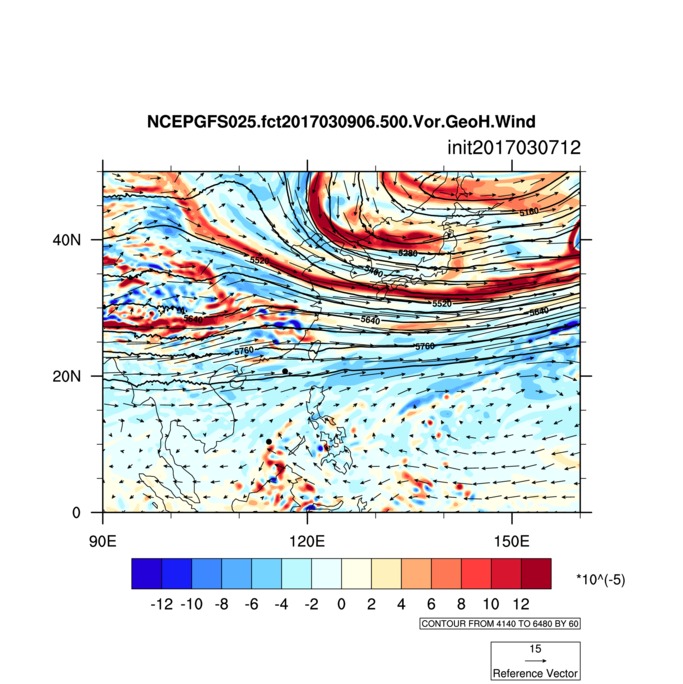 NCEPGFS025.fct2017030906.500.Vor.GeoH.Wind
init2017030712
5160
40N
5280
5520
5400
5520
5640
5640
5640
5760
5760
20N
0
90E 120E 150E
*10^(-5)
-12 -10 -8 -6 -4 -2 0 2 4 6 8 10 12
CONTOUR FROM 4140 TO 6480 BY 60
15
Reference Vector